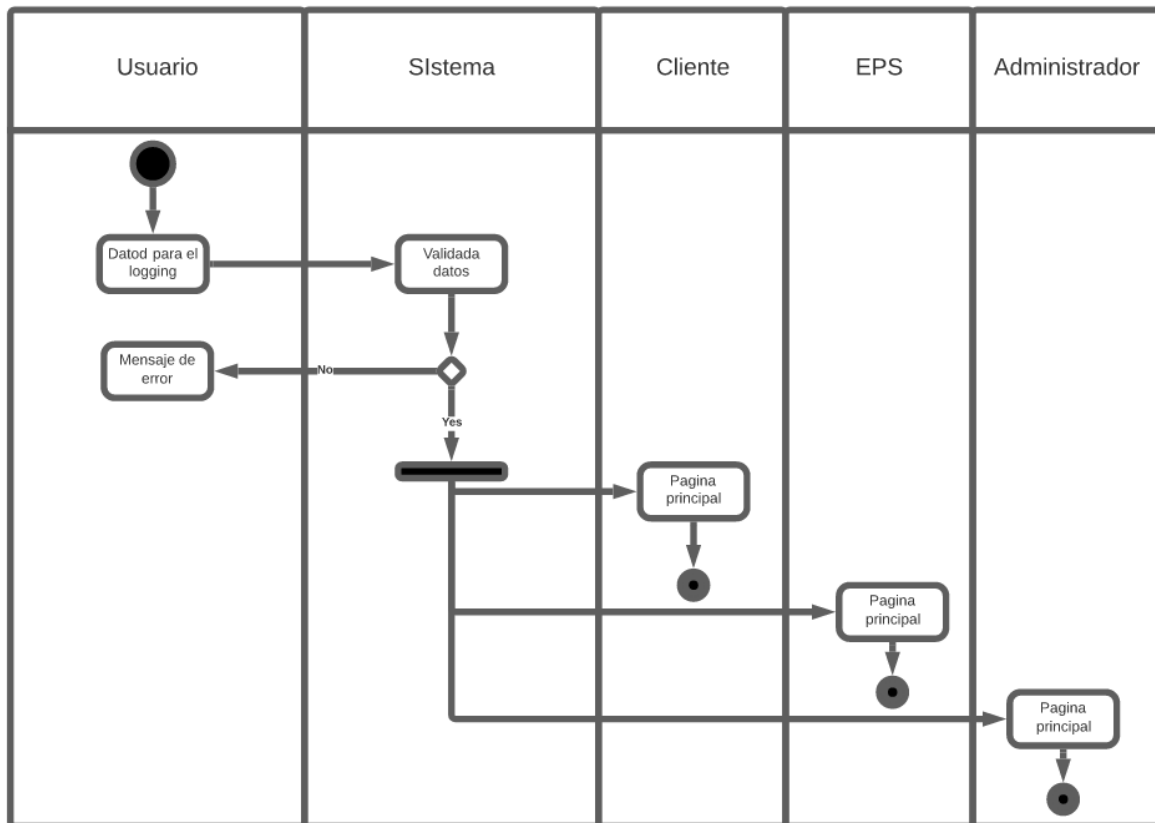 Usuario
SIstema
Cliente
EPS
Administrador
Datod para el
logging
Validada
datos
Mensaje de
error
No
Yes
Pagina
principal
Pagina
principal
Pagina
principal